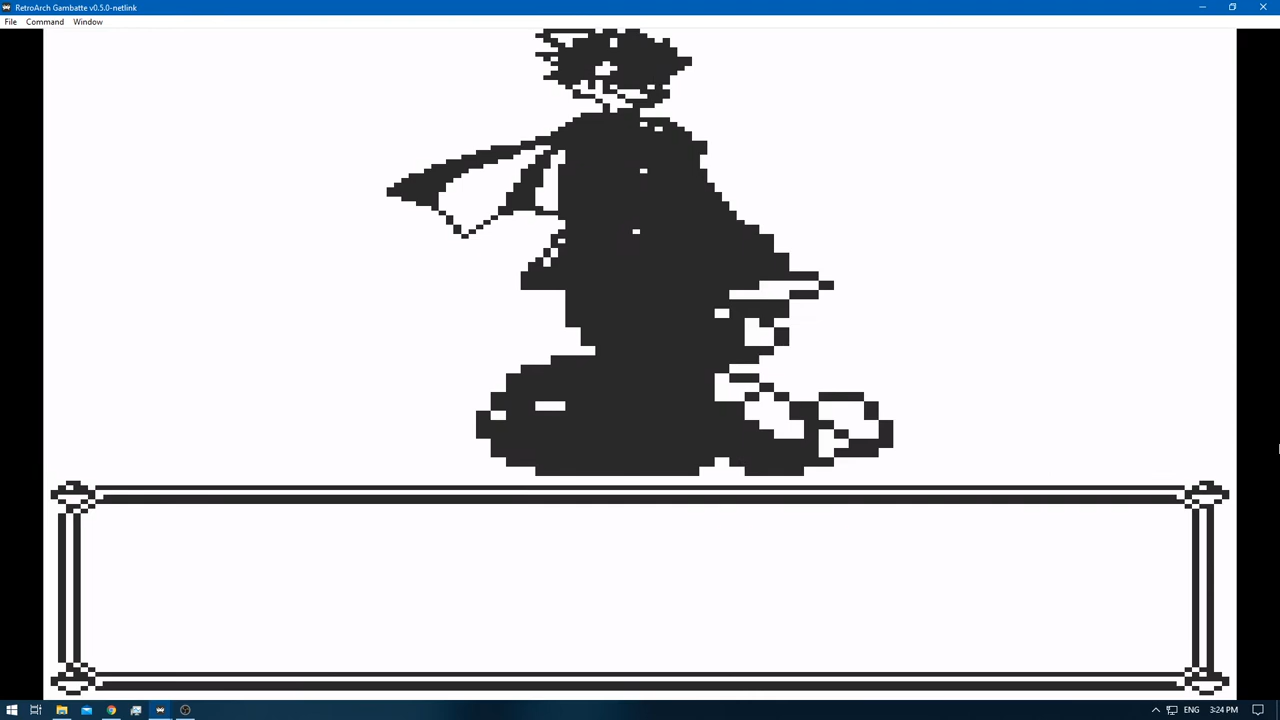 RetroArch Gambatte v0.5.0-netlink
File Command Window
ENG 3:24 PM